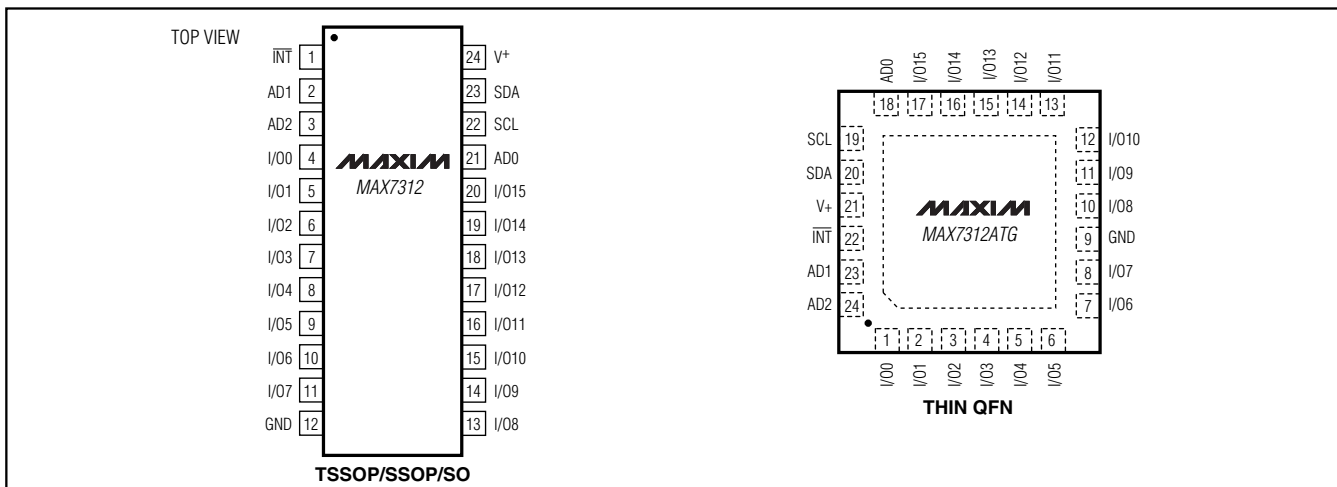 TOP VIEW
INT 1
AD1 2
AD2 3
I/O0 4
I/O1 5
I/O2 6
I/O3 7
I/O4 8
I/O5 9
I/O6 10
I/O7 11
GND 12
24 V+
23 SDA
22 SCL
21 AD0
20 I/O15
19 I/O14
18 I/O13
17 I/O12
16 I/O11
15 I/O10
14 I/O9
13 I/O8
MAXIM
MAX7312
TSSOP/SSOP/SO
AD0 I/O15 I/O14 I/O13 I/O12 I/O11
18 17 16 15 14 13
SCL 19
SDA 20
V+ 21
INT 22
AD1 23
AD2 24
12 I/O10
11 I/O9
10 I/O8
9 GND
8 I/O7
7 I/O6
MAXIM
MAX7312ATG
1 2 3 4 5 6
I/O0 I/O1 I/O2 I/O3 I/O4 I/O5
THIN QFN